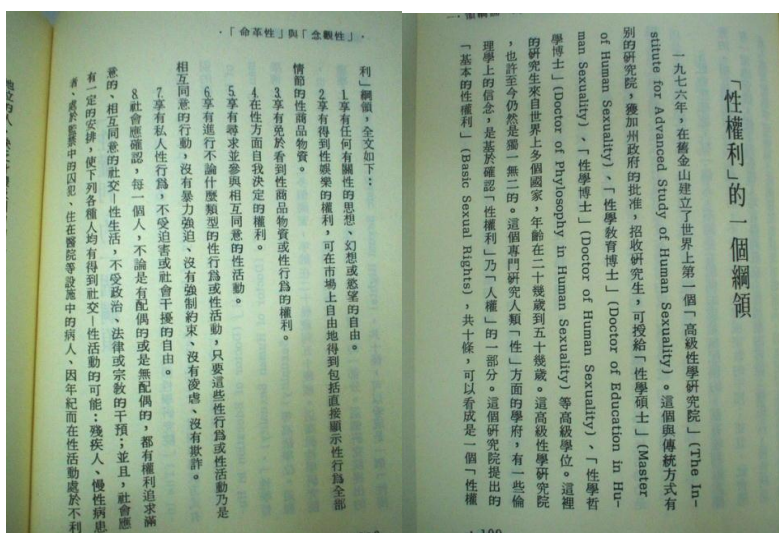 「性權利」的一個綱領
一九七六年，在舊金山建立了世界上第一個「高級性學研究院」（The In-
stitute for Advanced Study of Human Sexuality）。這個與傳統方式有
別的研究院，獲加州政府的批准，招收研究生，可授給「性學碩士」（Master
of Human Sexuality）、「性學教育博士」（Doctor of Education in Hu-
man Sexuality）、「性學博士」（Doctor of Human Sexuality）、「性學哲
學博士」（Doctor of Phylosophy in Human Sexuality）等高級學位。這裡
的研究生來自世界上多個國家，年齡在二十幾歲到五十幾歲。這高級性學研究院
，也許至今仍然是獨一無二的。這個專門研究人類「性」方面的學府，有一些倫
理學上的信念，是基於確認「性權利」乃「人權」的一部分。這個研究院提出的
「基本的性權利」（Basic Sexual Rights），共十條，可以看成是一個「性權
·「性觀念」與「性革命」·
利」綱領，全文如下：
1.享有任何有關性的思想、幻想或慾望的自由。
2.享有得到性娛樂的權利，可在市場上自由地得到包括直接顯示性行為全部
情節的性商品物資。
3.享有免於看到性商品物資或性行為的權利。
4.在性方面自我決定的權利。
5.享有尋求並參與相互同意的性活動。
6.享有進行不論什麼類型的性行為或性活動，只要這些性行為或性活動乃是
相互同意的行動，沒有暴力強迫、沒有強制約束、沒有凌虐、沒有欺詐。
7.享有私人性行為，不受迫害或社會干擾的自由。
8.社會應確認，每一個人，不論是有配偶的或是無配偶的，都有權利追求滿
意的、相互同意的社交－性生活，不受政治、法律或宗教的干預；並且，社會應
有一定的安排，使下列各種人均有得到社交－性活動的可能：殘疾人、慢性病患
者、處於監禁中的囚犯、住在醫院等設施中的病人、因年紀而在性活動處於不利